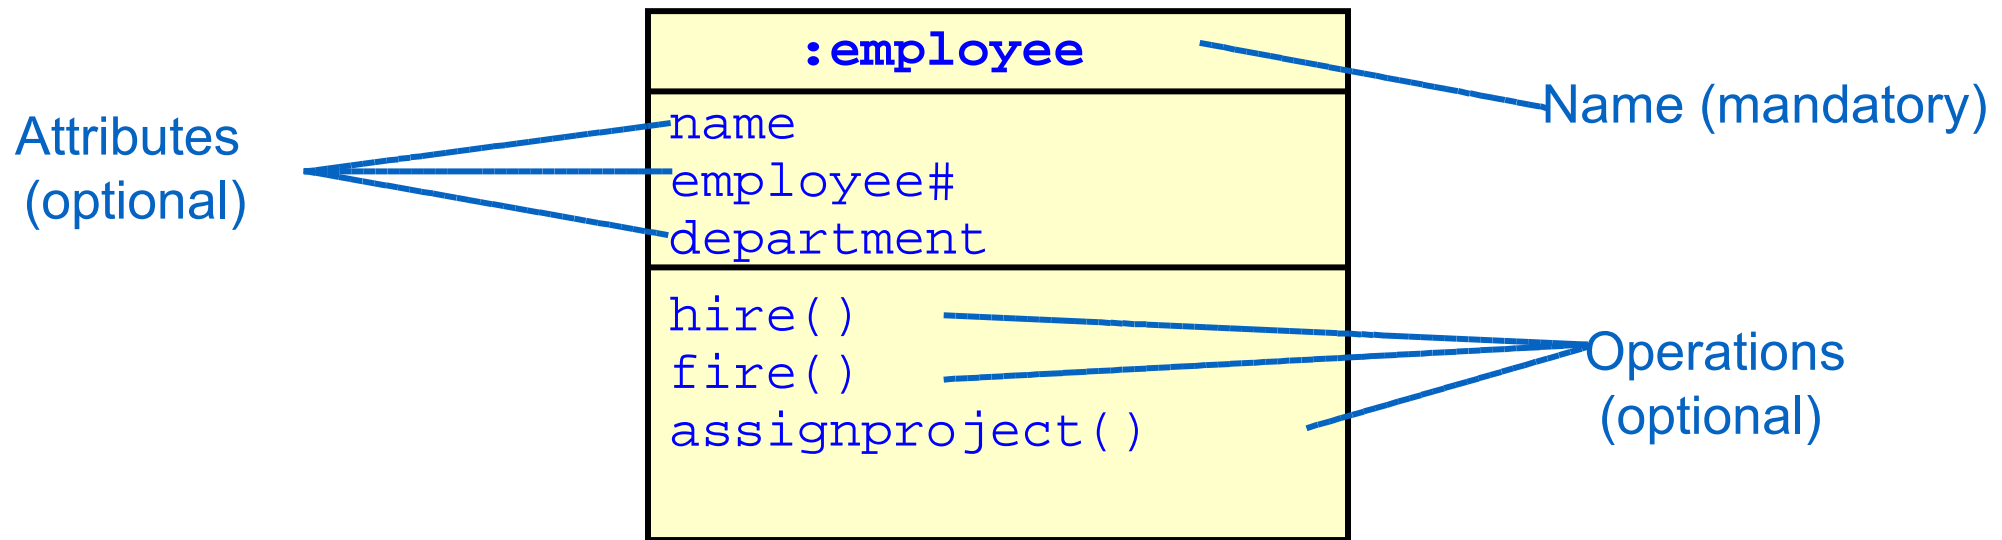 :employee
Name (mandatory)
Attributes
(optional)
name
employee#
department
hire()
fire()
assignproject()
Operations
(optional)